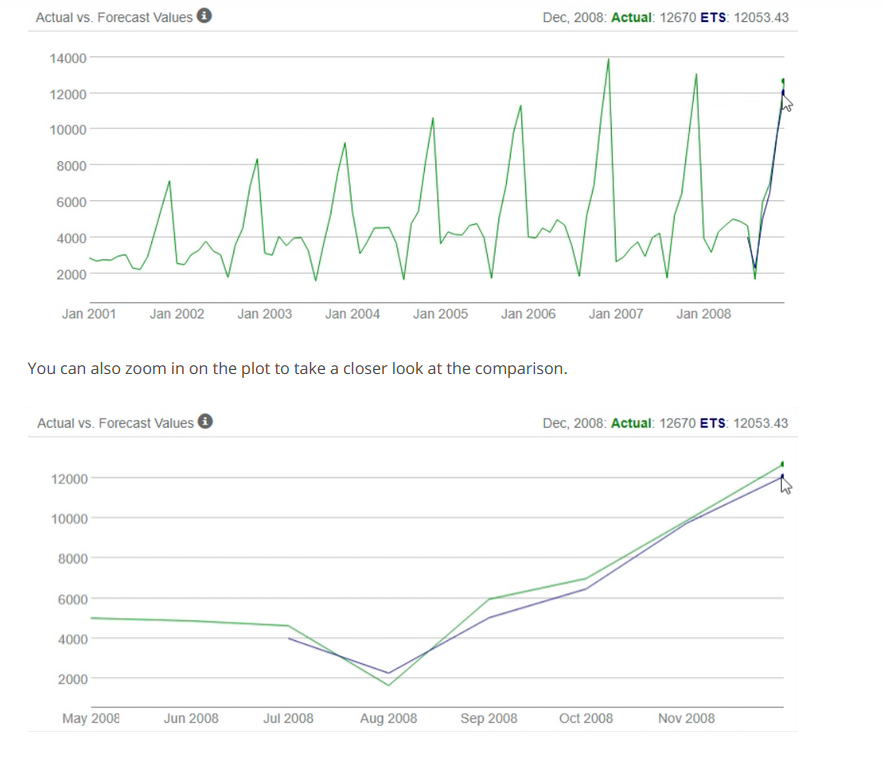 Actual vs. Forecast Values
Dec, 2008: Actual: 12670 ETS: 12053.43
14000
12000
10000
8000
6000
4000
2000
Jan 2001 Jan 2002 Jan 2003 Jan 2004 Jan 2005 Jan 2006 Jan 2007 Jan 2008
You can also zoom in on the plot to take a closer look at the comparison.
Actual vs. Forecast Values
Dec, 2008: Actual: 12670 ETS: 12053.43
12000
10000
8000
6000
4000
2000
May 2008 Jun 2008 Jul 2008 Aug 2008 Sep 2008 Oct 2008 Nov 2008